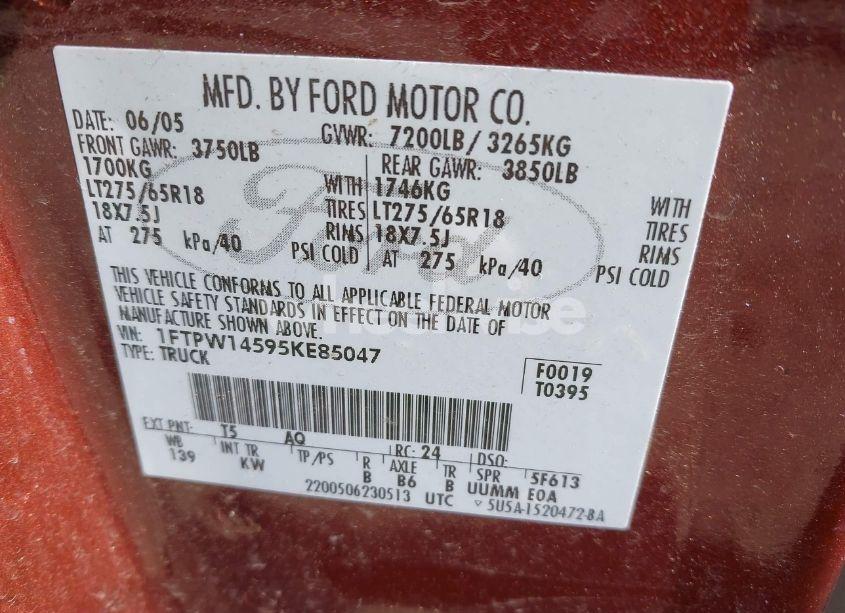 MFD. BY FORD MOTOR CO.
DATE: 06/05 GVWR: 7200LB/ 3265KG
FRONT GAWR: 3750LB REAR GAWR: 3850LB
1700KG WITH 1746KG WITH
LT275/65R18 TIRES LT275/65R18 TIRES
18X7.5J RIMS 18X7.5J RIMS
AT 275 kPa/40 PSI COLD AT 275 kPa/40 PSI COLD
THIS VEHICLE CONFORMS TO ALL APPLICABLE FEDERAL MOTOR
VEHICLE SAFETY STANDARDS IN EFFECT ON THE DATE OF
MANUFACTURE SHOWN ABOVE.
VIN: 1FTPW14595KE85047 F0019
TYPE: TRUCK T0395
EXT PNT: T5 AQ RC: 24 DSO:
WB INT TR TP/PS R AXLE TR SPR 5F613
139 KW B B6 B UUMM EOA
2200506230513 UTC ▽ 5U5A-1520472-BA
Ford